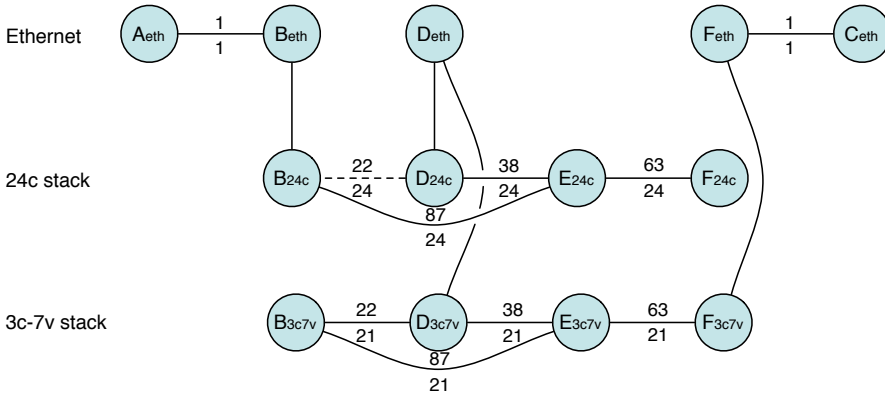 Ethernet
Aeth
1
1
Beth
Deth
Feth
1
1
Ceth
24c stack
B24c
22
24
D24c
38
24
E24c
63
24
F24c
87
24
3c-7v stack
B3c7v
22
21
D3c7v
38
21
E3c7v
63
21
F3c7v
87
21